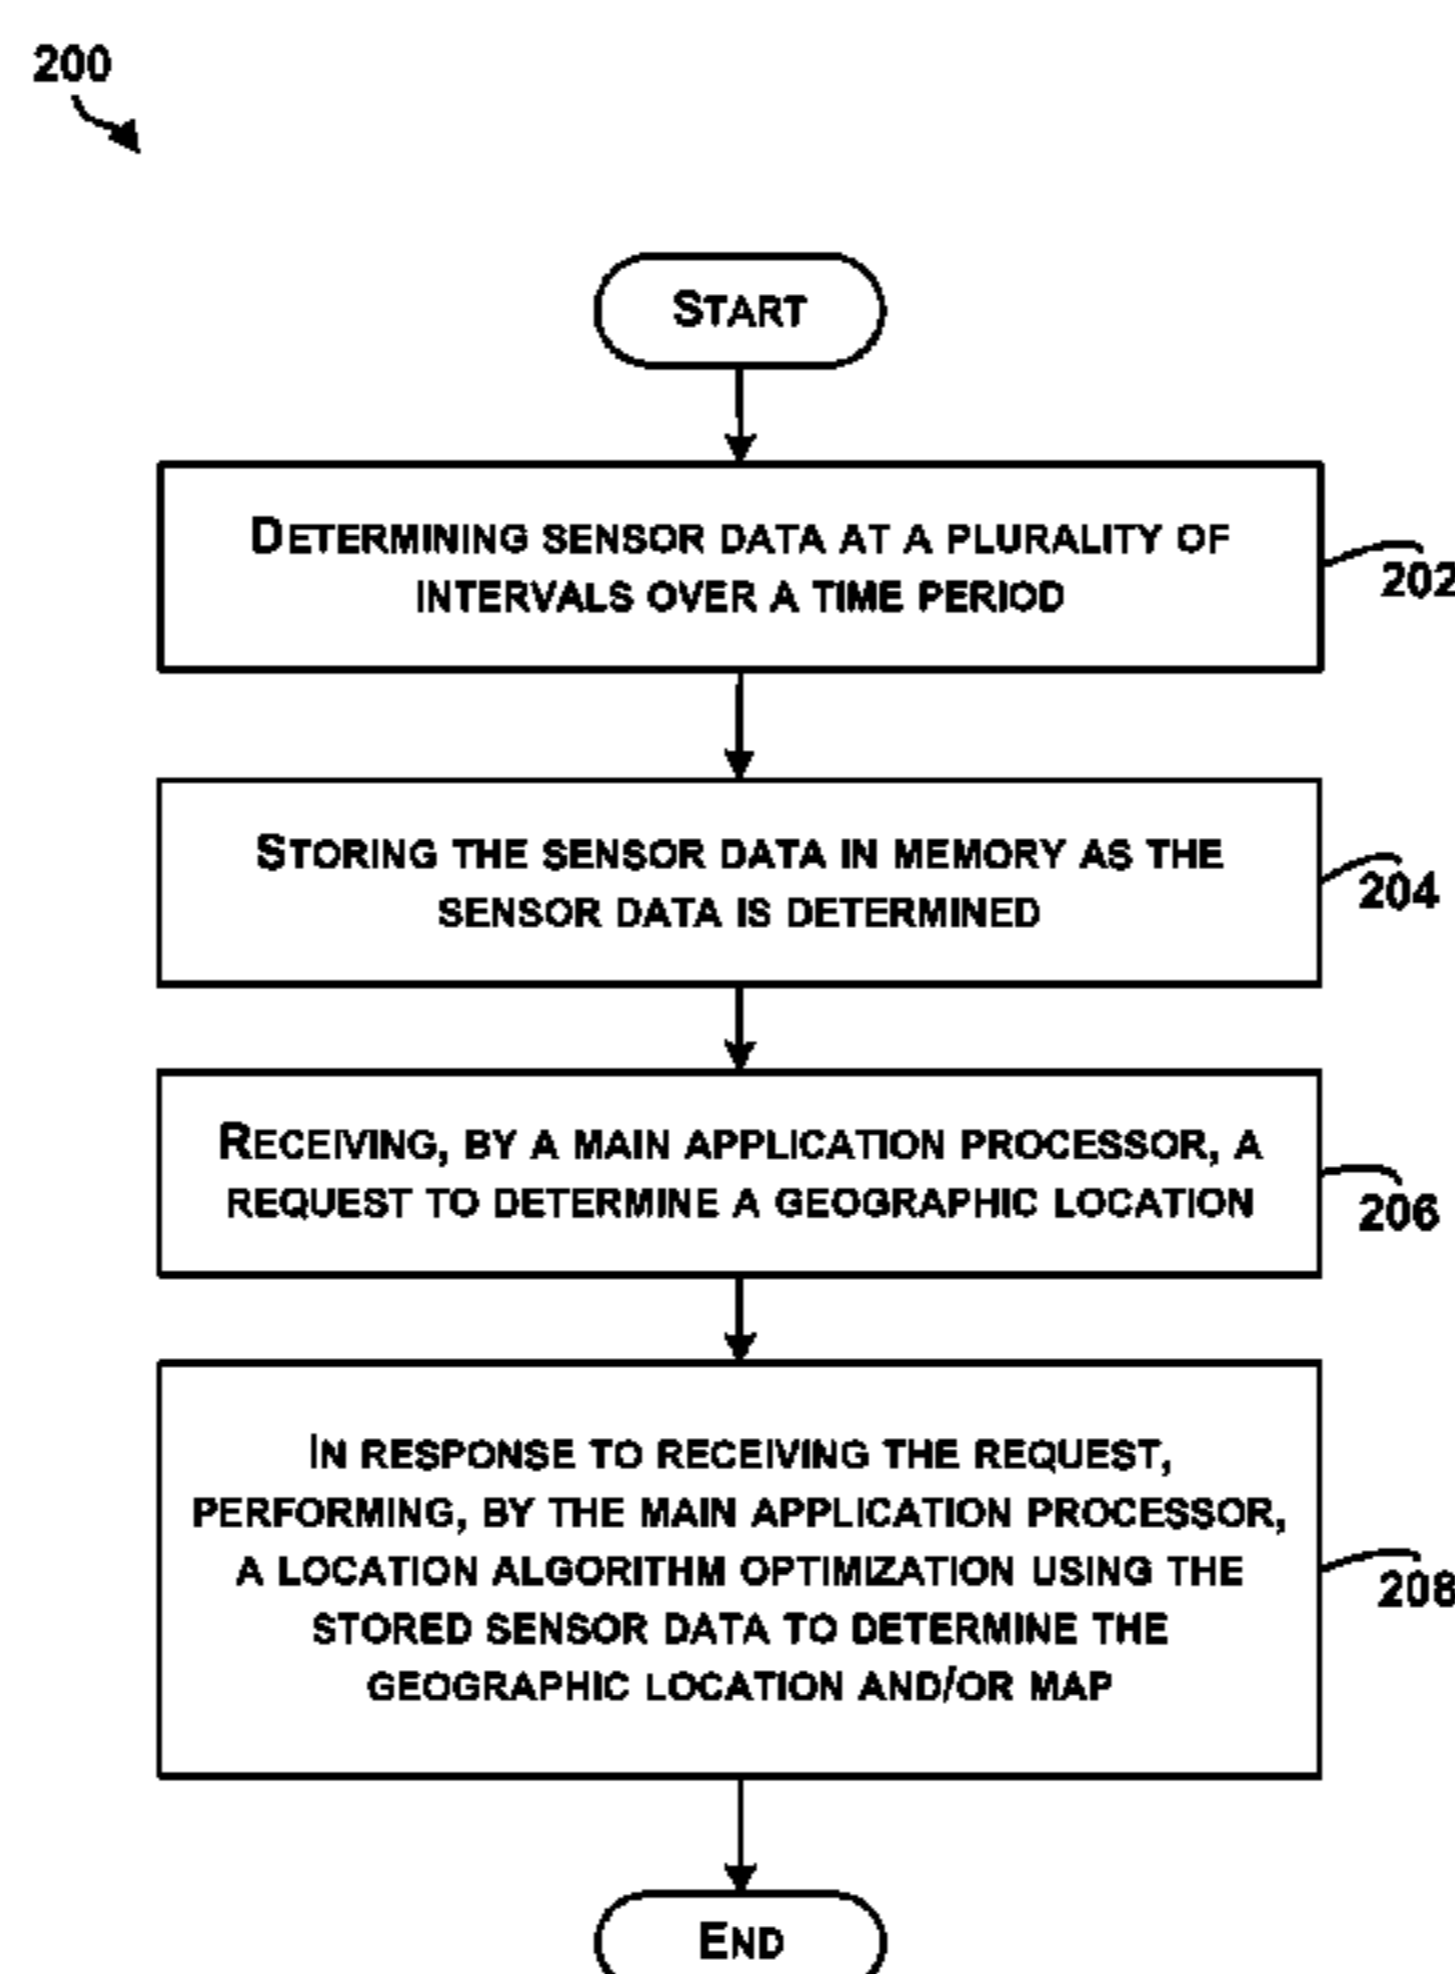 200
START
DETERMINING SENSOR DATA AT A PLURALITY OF
INTERVALS OVER A TIME PERIOD
202
STORING THE SENSOR DATA IN MEMORY AS THE
SENSOR DATA IS DETERMINED
204
RECEIVING, BY A MAIN APPLICATION PROCESSOR, A
REQUEST TO DETERMINE A GEOGRAPHIC LOCATION
206
IN RESPONSE TO RECEIVING THE REQUEST,
PERFORMING, BY THE MAIN APPLICATION PROCESSOR,
A LOCATION ALGORITHM OPTIMIZATION USING THE
STORED SENSOR DATA TO DETERMINE THE
GEOGRAPHIC LOCATION AND/OR MAP
208
END